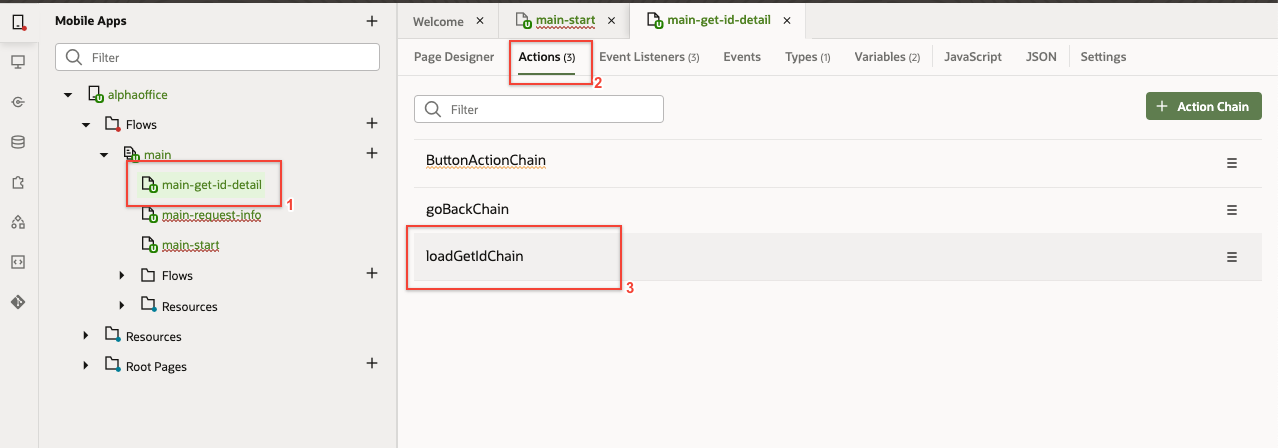 Mobile Apps
Filter
alphaoffice
Flows
main
main-get-id-detail
1
main-request-info
main-start
Flows
Resources
Resources
Root Pages
Welcome
main-start
main-get-id-detail
Page Designer
Actions (3)
Event Listeners (3)
Events
Types (1)
Variables (2)
JavaScript
JSON
Settings
2
Filter
Action Chain
ButtonActionChain
goBackChain
loadGetIdChain
3